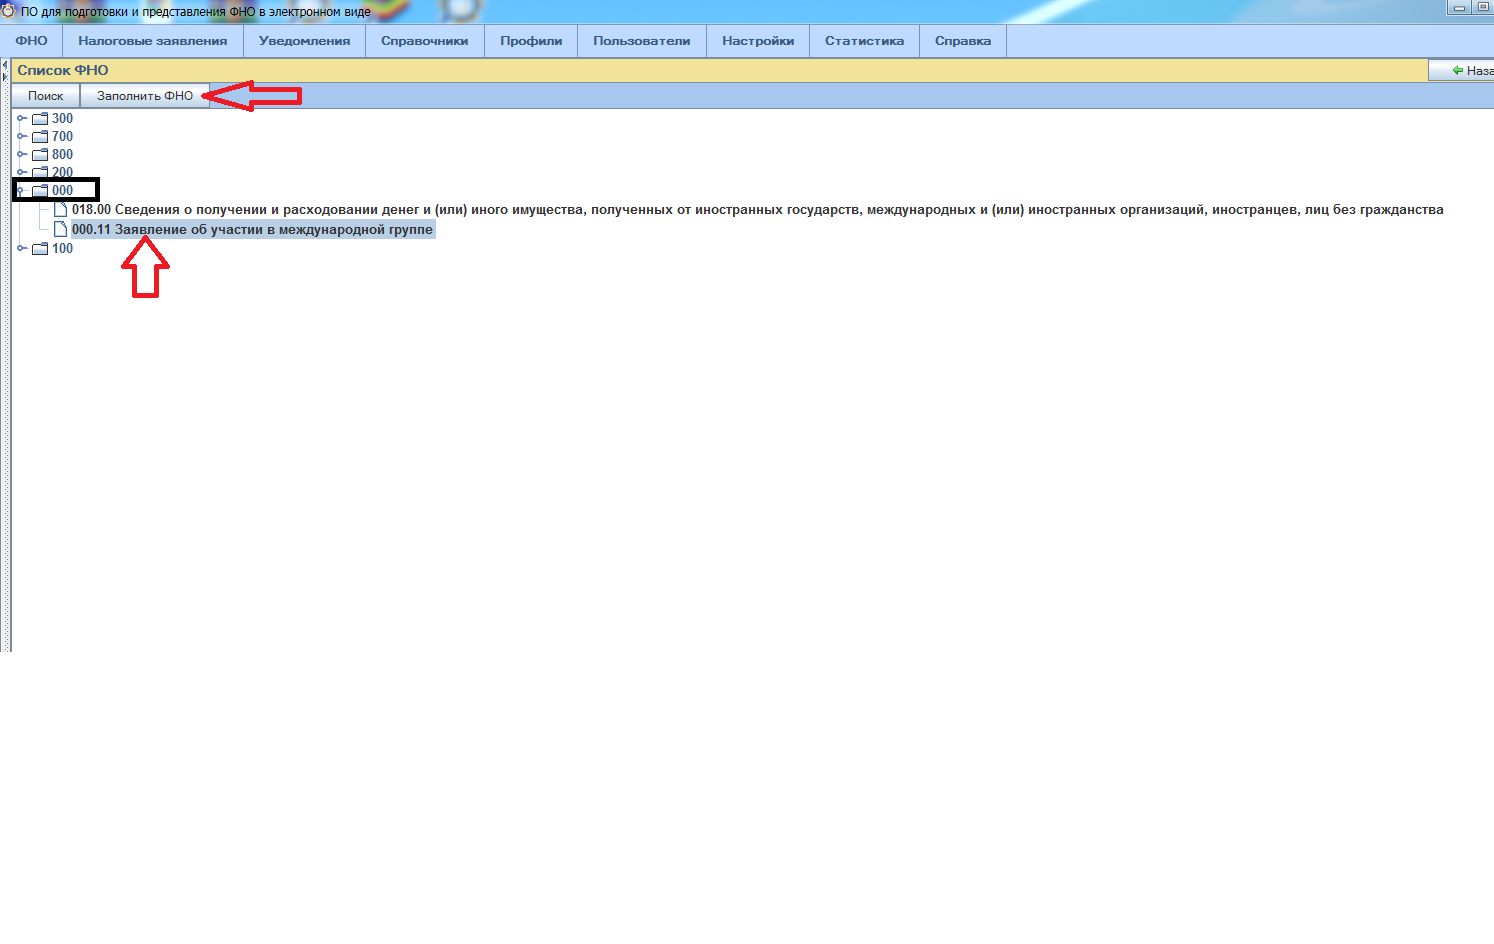 ПО для подготовки и представления ФНО в электронном виде
ФНО Налоговые заявления Уведомления Справочники Профили Пользователи Настройки Статистика Справка
Список ФНО Наза
Поиск Заполнить ФНО
300
700
800
200
000
018.00 Сведения о получении и расходовании денег и (или) иного имущества, полученных от иностранных государств, международных и (или) иностранных организаций, иностранцев, лиц без гражданства
000.11 Заявление об участии в международной группе
100